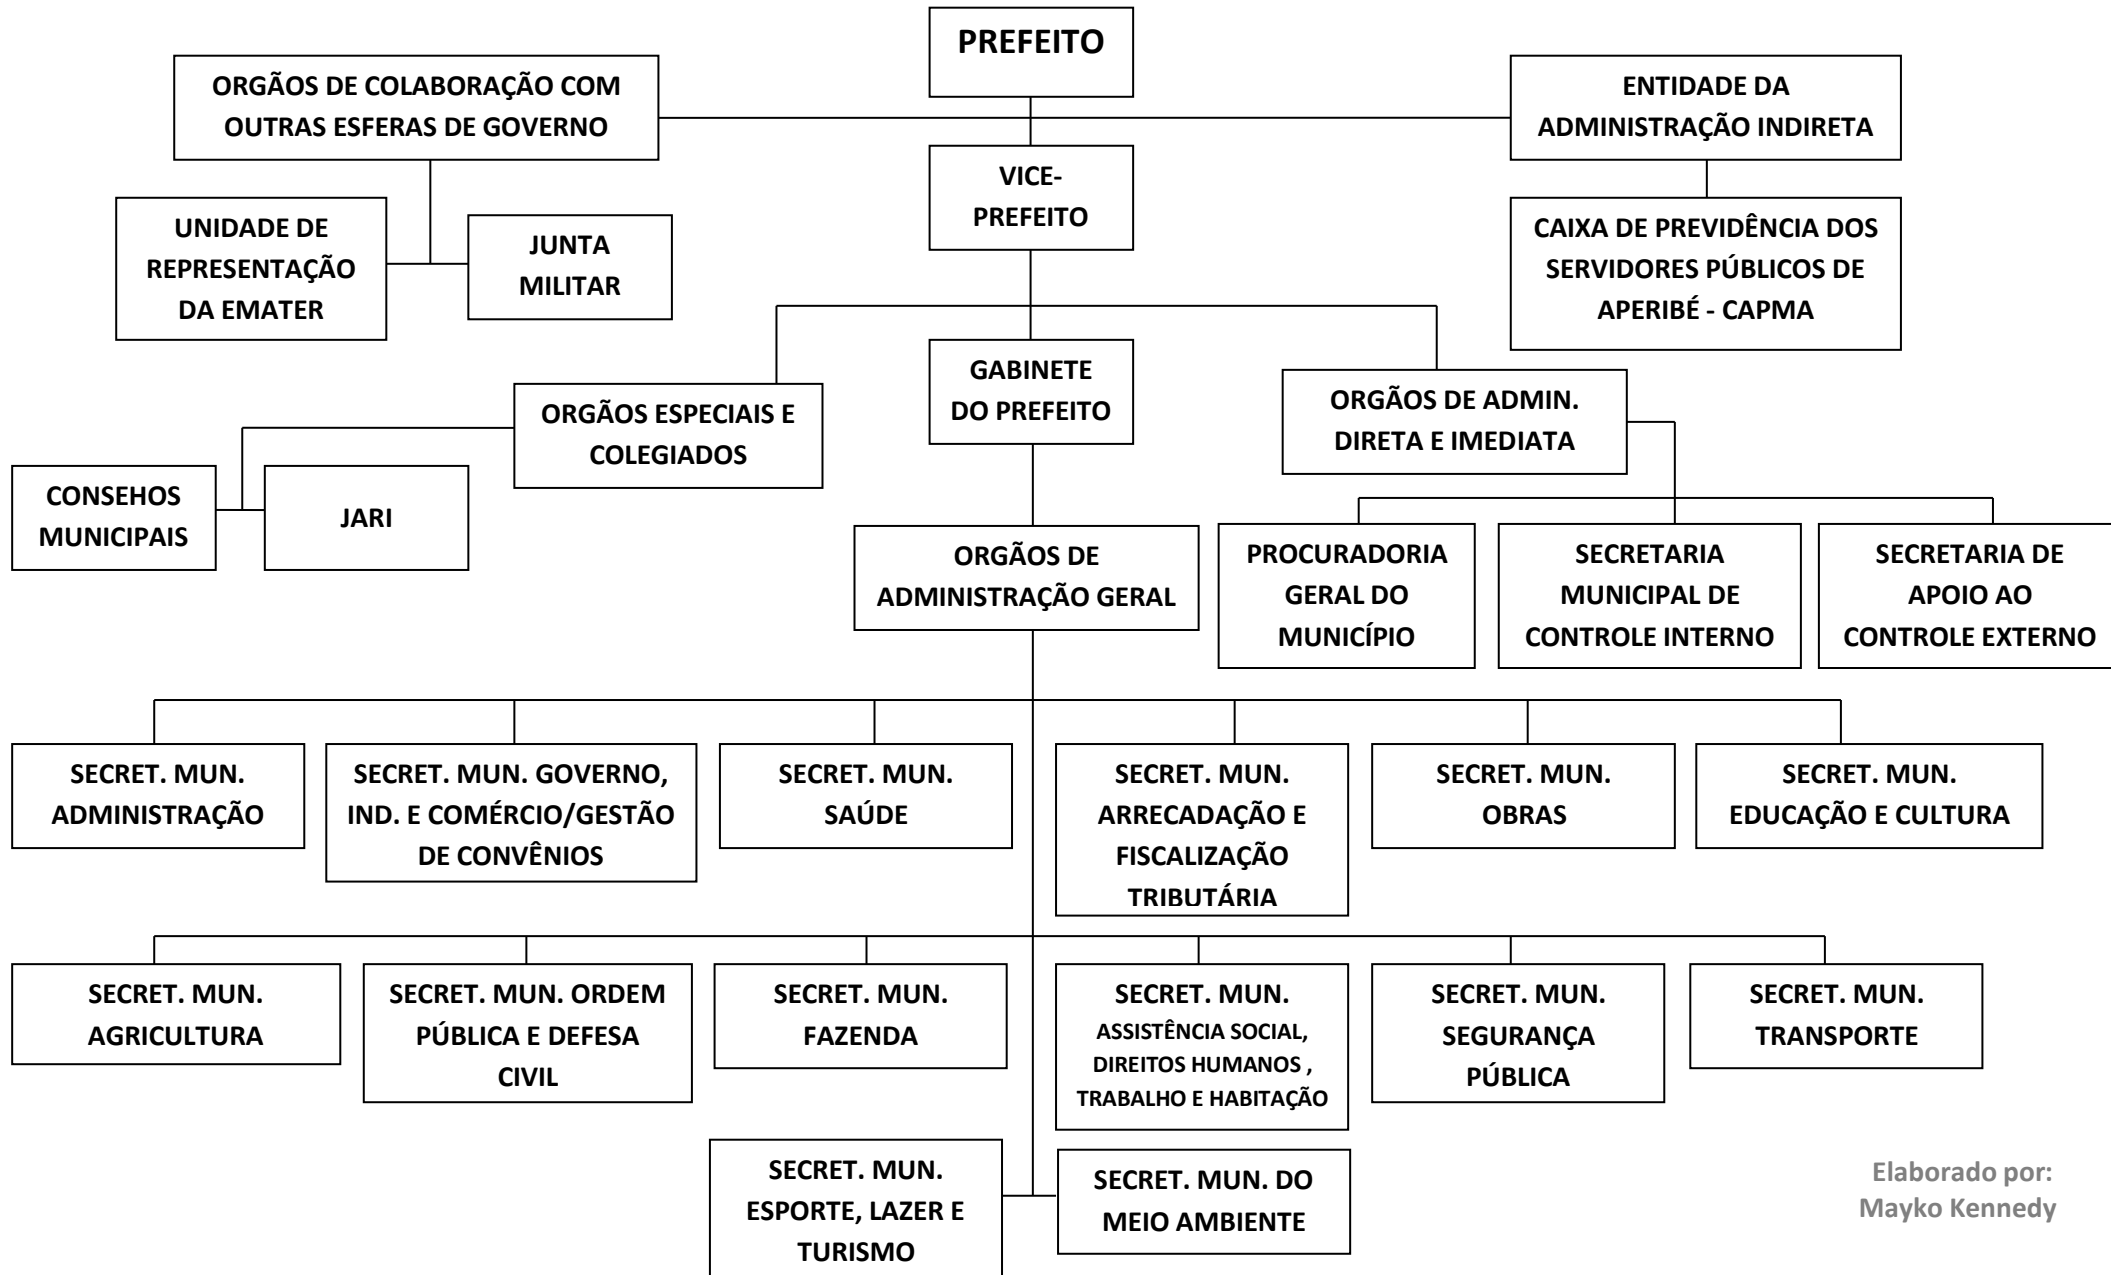 PREFEITO
ORGÃOS DE COLABORAÇÃO COM
OUTRAS ESFERAS DE GOVERNO
ENTIDADE DA
ADMINISTRAÇÃO INDIRETA
VICE-
PREFEITO
UNIDADE DE
REPRESENTAÇÃO
DA EMATER
JUNTA
MILITAR
CAIXA DE PREVIDÊNCIA DOS
SERVIDORES PÚBLICOS DE
APERIBÉ - CAPMA
GABINETE
DO PREFEITO
ORGÃOS ESPECIAIS E
COLEGIADOS
ORGÃOS DE ADMIN.
DIRETA E IMEDIATA
CONSEHOS
MUNICIPAIS
JARI
ORGÃOS DE
ADMINISTRAÇÃO GERAL
PROCURADORIA
GERAL DO
MUNICÍPIO
SECRETARIA
MUNICIPAL DE
CONTROLE INTERNO
SECRETARIA DE
APOIO AO
CONTROLE EXTERNO
SECRET. MUN.
ADMINISTRAÇÃO
SECRET. MUN. GOVERNO,
IND. E COMÉRCIO/GESTÃO
DE CONVÊNIOS
SECRET. MUN.
SAÚDE
SECRET. MUN.
ARRECADAÇÃO E
FISCALIZAÇÃO
TRIBUTÁRIA
SECRET. MUN.
OBRAS
SECRET. MUN.
EDUCAÇÃO E CULTURA
SECRET. MUN.
AGRICULTURA
SECRET. MUN. ORDEM
PÚBLICA E DEFESA
CIVIL
SECRET. MUN.
FAZENDA
SECRET. MUN.
ASSISTÊNCIA SOCIAL,
DIREITOS HUMANOS ,
TRABALHO E HABITAÇÃO
SECRET. MUN.
SEGURANÇA
PÚBLICA
SECRET. MUN.
TRANSPORTE
SECRET. MUN.
ESPORTE, LAZER E
TURISMO
SECRET. MUN. DO
MEIO AMBIENTE
Elaborado por:
Mayko Kennedy